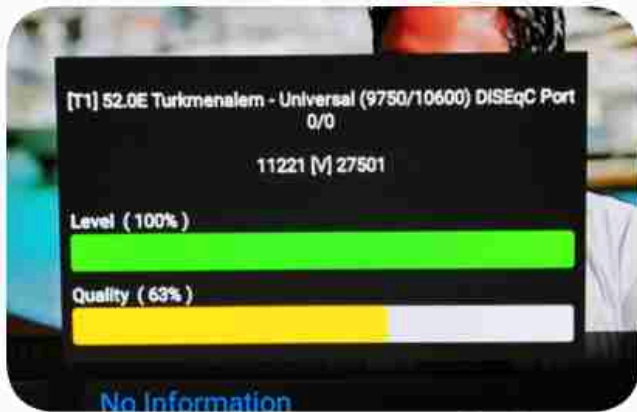 [T1] 52.0E Turkmenalem - Universal (9750/10600) DISEqC Port
0/0
11221 [V] 27501
Level ( 100% )
Quality ( 63% )
No Information